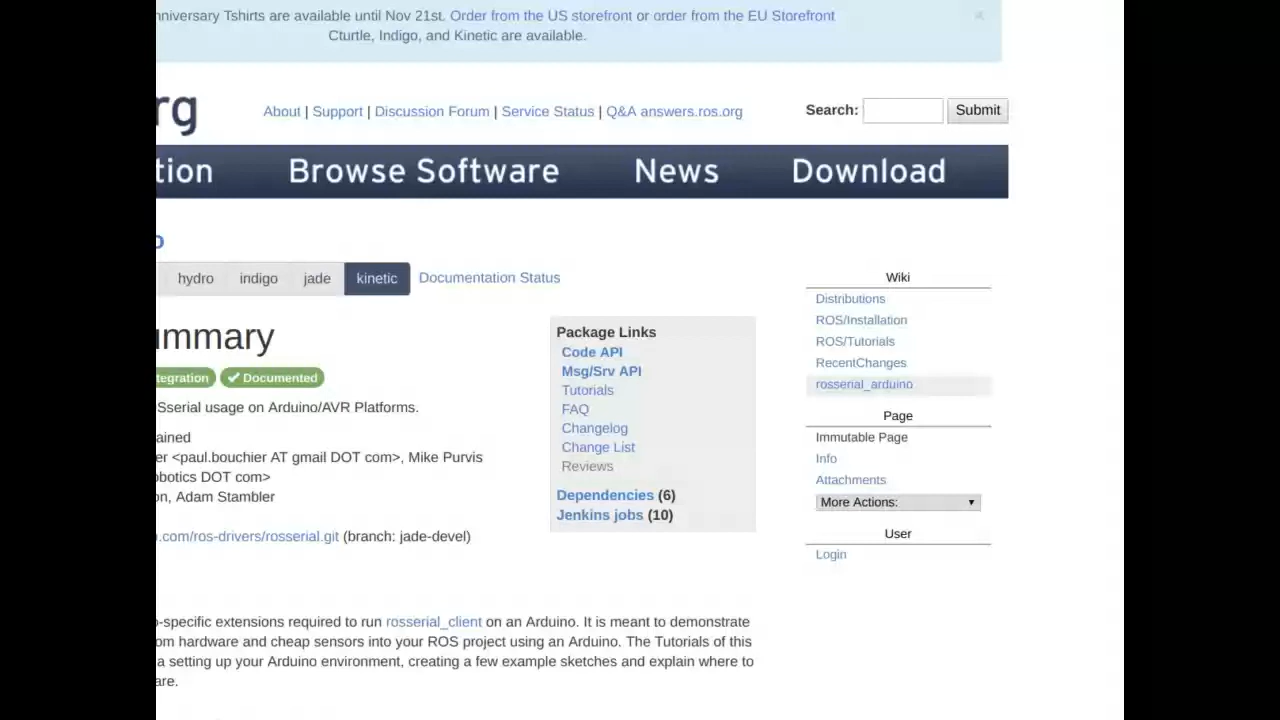 nniversary Tshirts are available until Nov 21st. Order from the US storefront or order from the EU Storefront
Cturtle, Indigo, and Kinetic are available.
×
rg
About | Support | Discussion Forum | Service Status | Q&A answers.ros.org
Search: Submit
tion Browse Software News Download
o
hydro indigo jade kinetic Documentation Status
ummary
tegration ✔ Documented
Sserial usage on Arduino/AVR Platforms.
ained
er <paul.bouchier AT gmail DOT com>, Mike Purvis
obotics DOT com>
on, Adam Stambler
.com/ros-drivers/rosserial.git (branch: jade-devel)
Package Links
Code API
Msg/Srv API
Tutorials
FAQ
Changelog
Change List
Reviews
Dependencies (6)
Jenkins jobs (10)
o-specific extensions required to run rosserial_client on an Arduino. It is meant to demonstrate
om hardware and cheap sensors into your ROS project using an Arduino. The Tutorials of this
a setting up your Arduino environment, creating a few example sketches and explain where to
are.
Wiki
Distributions
ROS/Installation
ROS/Tutorials
RecentChanges
rosserial_arduino
Page
Immutable Page
Info
Attachments
More Actions:
User
Login